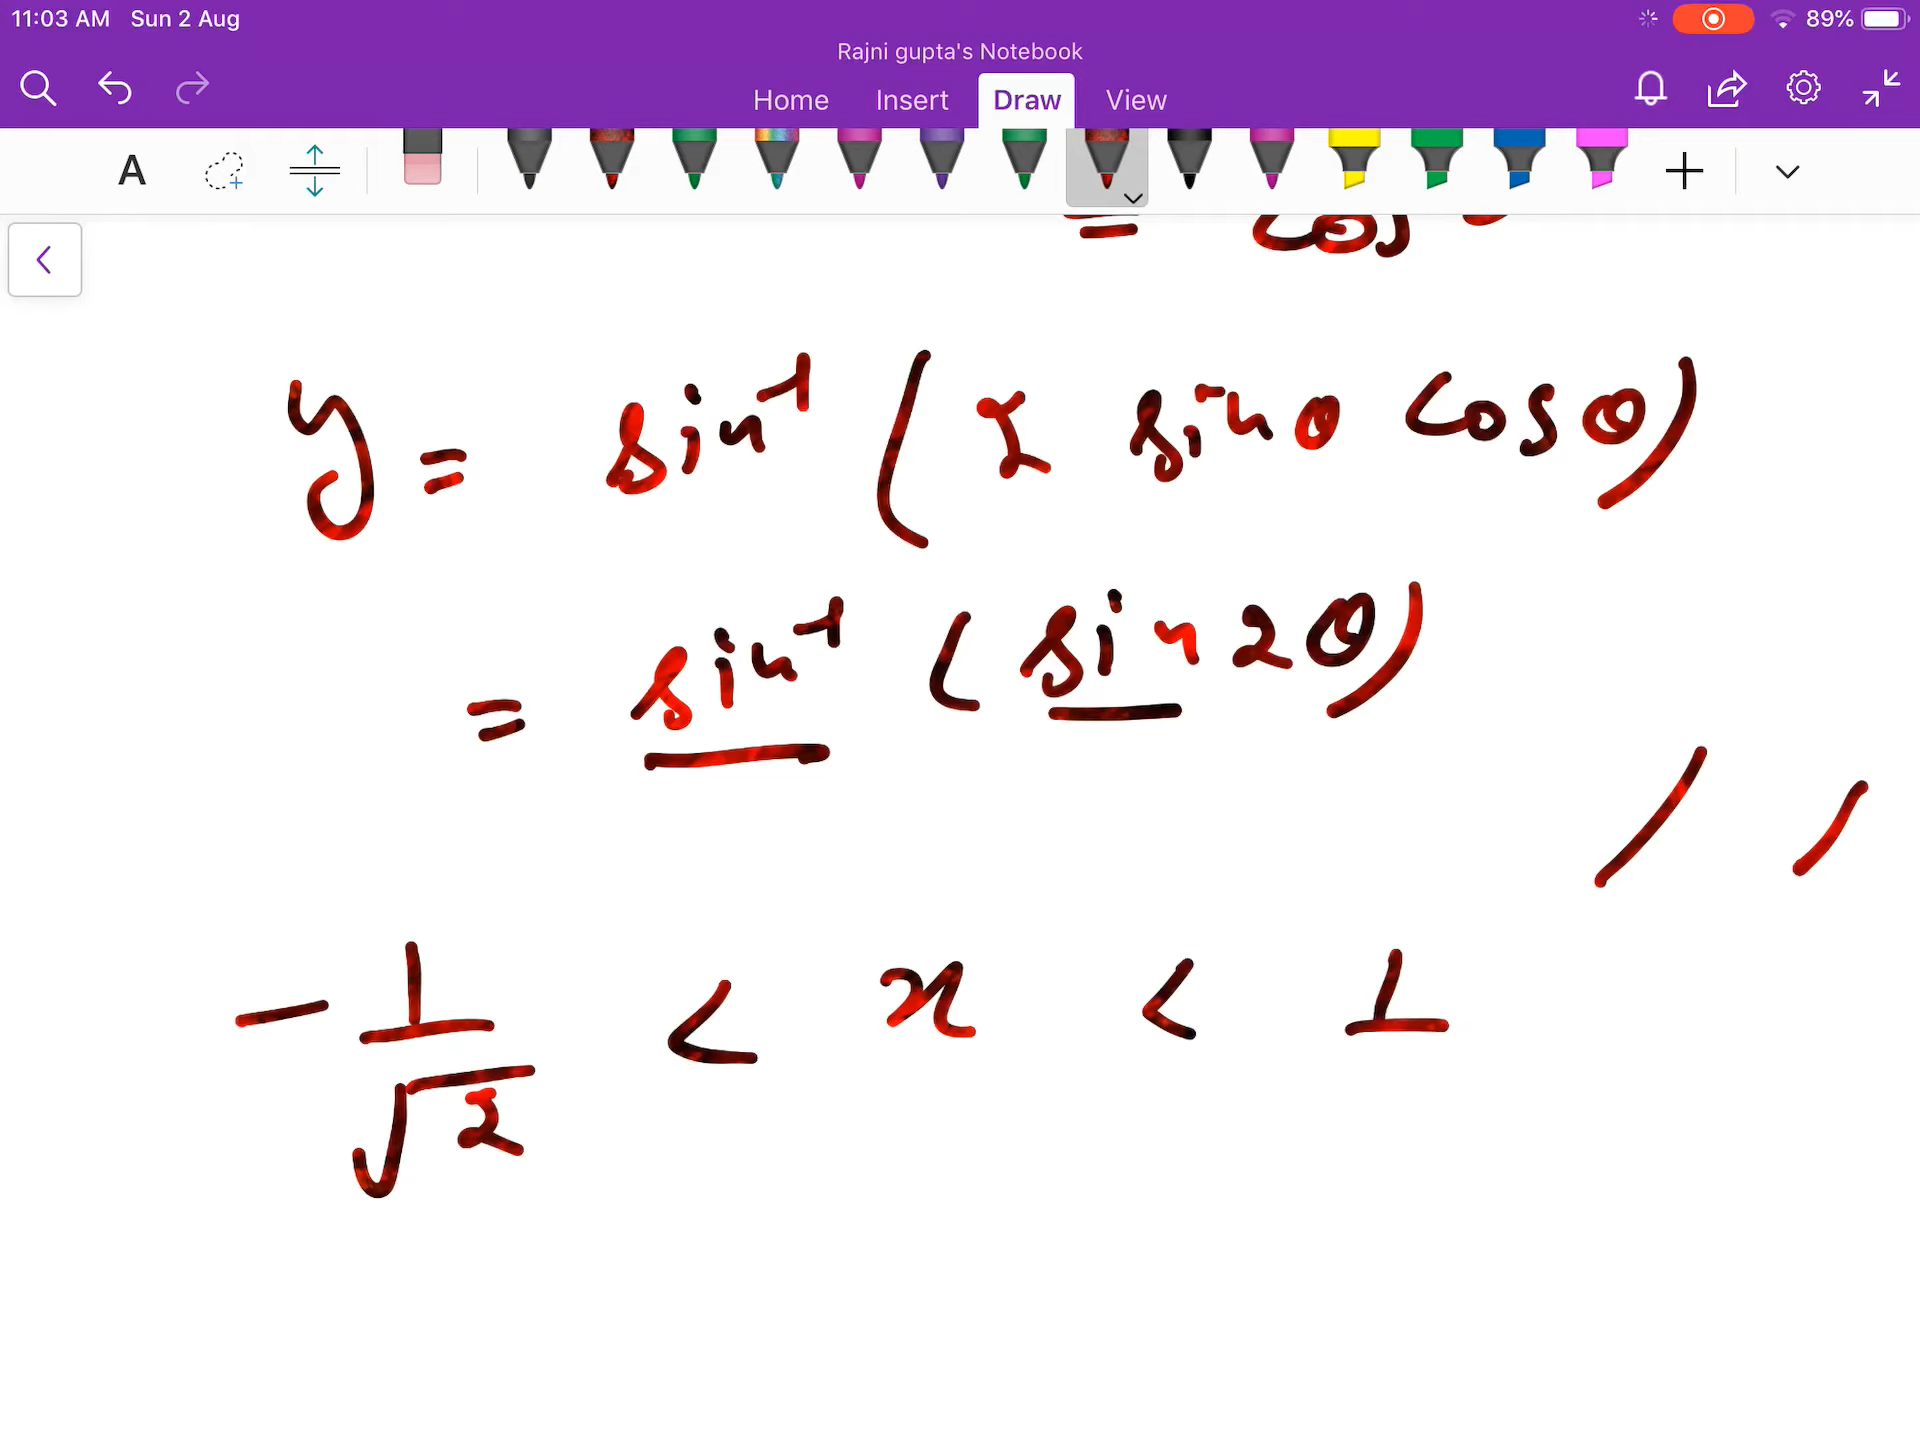 11:03 AM Sun 2 Aug 89%
Rajni gupta's Notebook
Home Insert Draw View
A
= cos
y = sin⁻¹ (2 sinθ cosθ)
= sin⁻¹ (sin 2θ)
- 1/√2 < x < 1